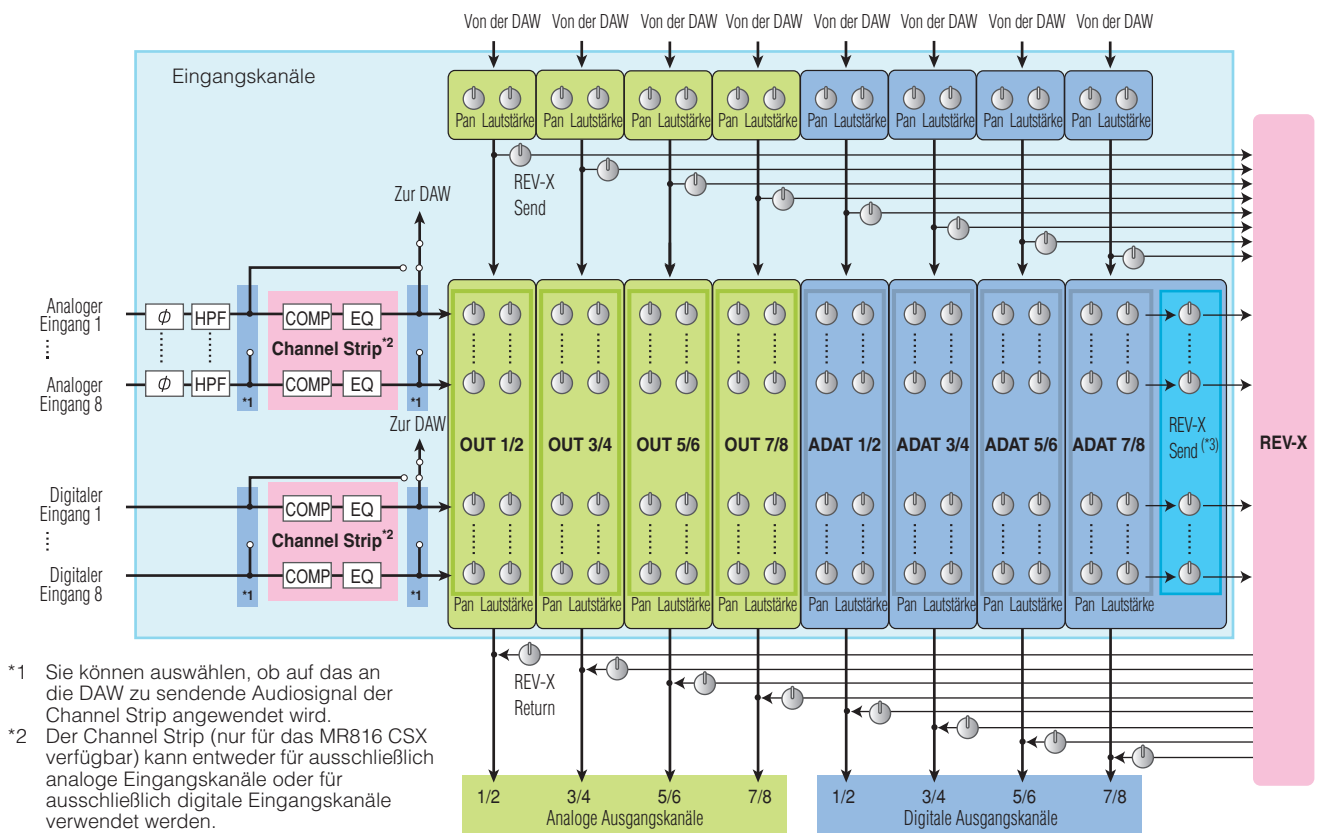 Von der DAW Von der DAW Von der DAW Von der DAW Von der DAW Von der DAW Von der DAW Von der DAW
Eingangskanäle
Pan Lautstärke Pan Lautstärke Pan Lautstärke Pan Lautstärke Pan Lautstärke Pan Lautstärke Pan Lautstärke Pan Lautstärke
REV-X
Send
Zur DAW
Analoger
Eingang 1
ϕ HPF COMP EQ
Channel Strip*2
Analoger
Eingang 8
ϕ HPF COMP EQ
*1 *1
Zur DAW
OUT 1/2 OUT 3/4 OUT 5/6 OUT 7/8 ADAT 1/2 ADAT 3/4 ADAT 5/6 ADAT 7/8
REV-X
Send (*3)
REV-X
Digitaler
Eingang 1
COMP EQ
Channel Strip*2
Digitaler
Eingang 8
COMP EQ
*1 *1
Pan Lautstärke Pan Lautstärke Pan Lautstärke Pan Lautstärke Pan Lautstärke Pan Lautstärke Pan Lautstärke Pan Lautstärke
REV-X
Return
*1 Sie können auswählen, ob auf das an
die DAW zu sendende Audiosignal der
Channel Strip angewendet wird.
*2 Der Channel Strip (nur für das MR816 CSX
verfügbar) kann entweder für ausschließlich
analoge Eingangskanäle oder für
ausschließlich digitale Eingangskanäle
verwendet werden.
1/2 3/4 5/6 7/8
Analoge Ausgangskanäle
1/2 3/4 5/6 7/8
Digitale Ausgangskanäle